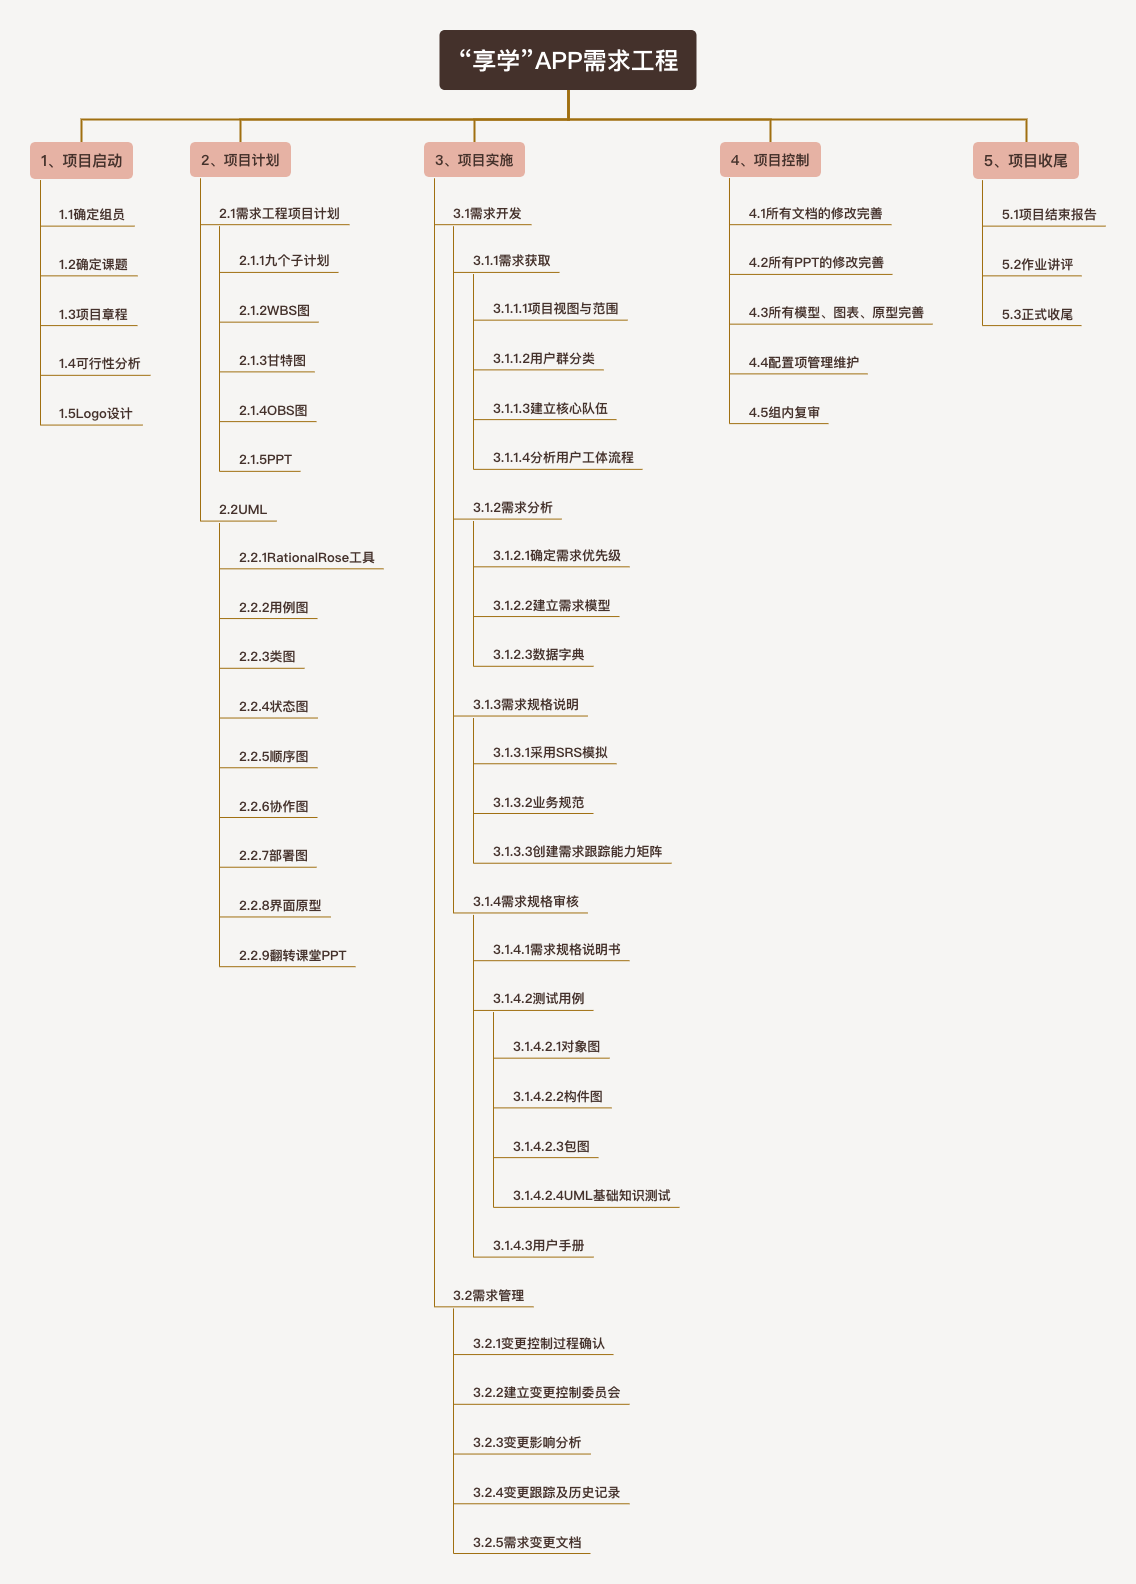 “享学”APP需求工程
1、项目启动
1.1确定组员
1.2确定课题
1.3项目章程
1.4可行性分析
1.5Logo设计
2、项目计划
2.1需求工程项目计划
2.1.1九个子计划
2.1.2WBS图
2.1.3甘特图
2.1.4OBS图
2.1.5PPT
2.2UML
2.2.1RationalRose工具
2.2.2用例图
2.2.3类图
2.2.4状态图
2.2.5顺序图
2.2.6协作图
2.2.7部署图
2.2.8界面原型
2.2.9翻转课堂PPT
3、项目实施
3.1需求开发
3.1.1需求获取
3.1.1.1项目视图与范围
3.1.1.2用户群分类
3.1.1.3建立核心队伍
3.1.1.4分析用户工体流程
3.1.2需求分析
3.1.2.1确定需求优先级
3.1.2.2建立需求模型
3.1.2.3数据字典
3.1.3需求规格说明
3.1.3.1采用SRS模拟
3.1.3.2业务规范
3.1.3.3创建需求跟踪能力矩阵
3.1.4需求规格审核
3.1.4.1需求规格说明书
3.1.4.2测试用例
3.1.4.2.1对象图
3.1.4.2.2构件图
3.1.4.2.3包图
3.1.4.2.4UML基础知识测试
3.1.4.3用户手册
3.2需求管理
3.2.1变更控制过程确认
3.2.2建立变更控制委员会
3.2.3变更影响分析
3.2.4变更跟踪及历史记录
3.2.5需求变更文档
4、项目控制
4.1所有文档的修改完善
4.2所有PPT的修改完善
4.3所有模型、图表、原型完善
4.4配置项管理维护
4.5组内复审
5、项目收尾
5.1项目结束报告
5.2作业讲评
5.3正式收尾